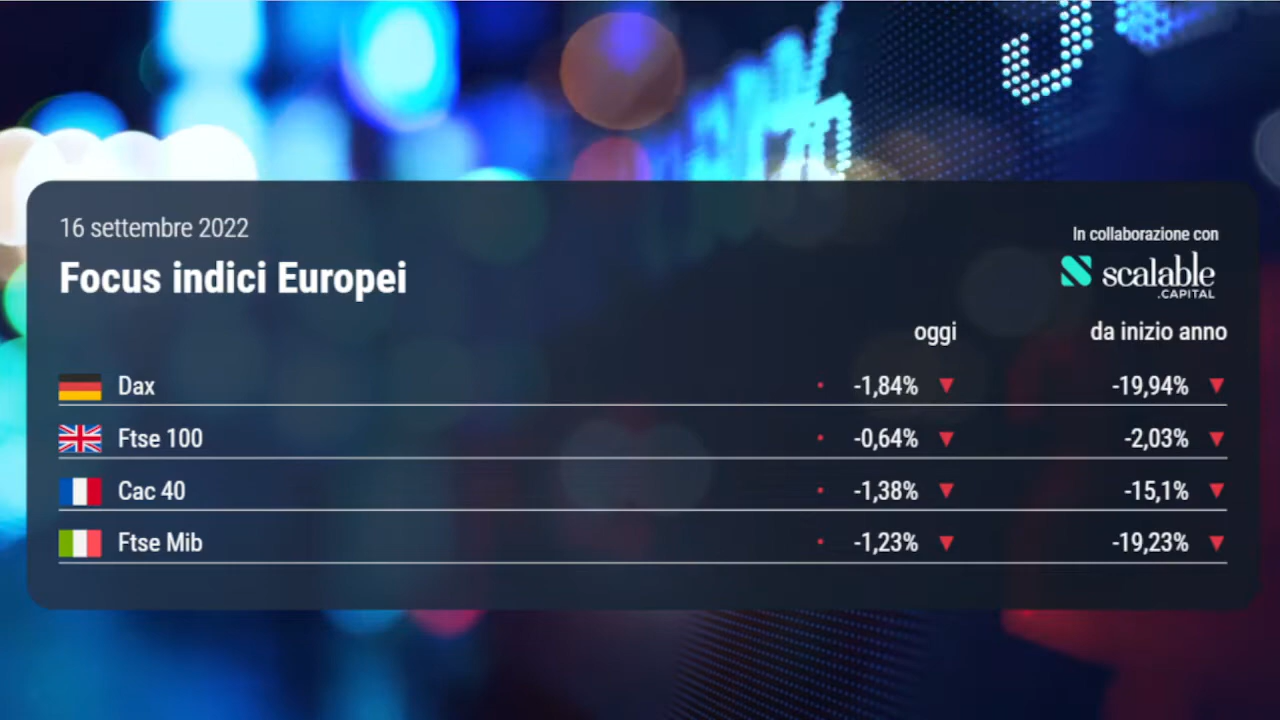 16 settembre 2022
Focus indici Europei
In collaborazione con
scalable
.CAPITAL
oggi da inizio anno
Dax -1,84% -19,94%
Ftse 100 -0,64% -2,03%
Cac 40 -1,38% -15,1%
Ftse Mib -1,23% -19,23%